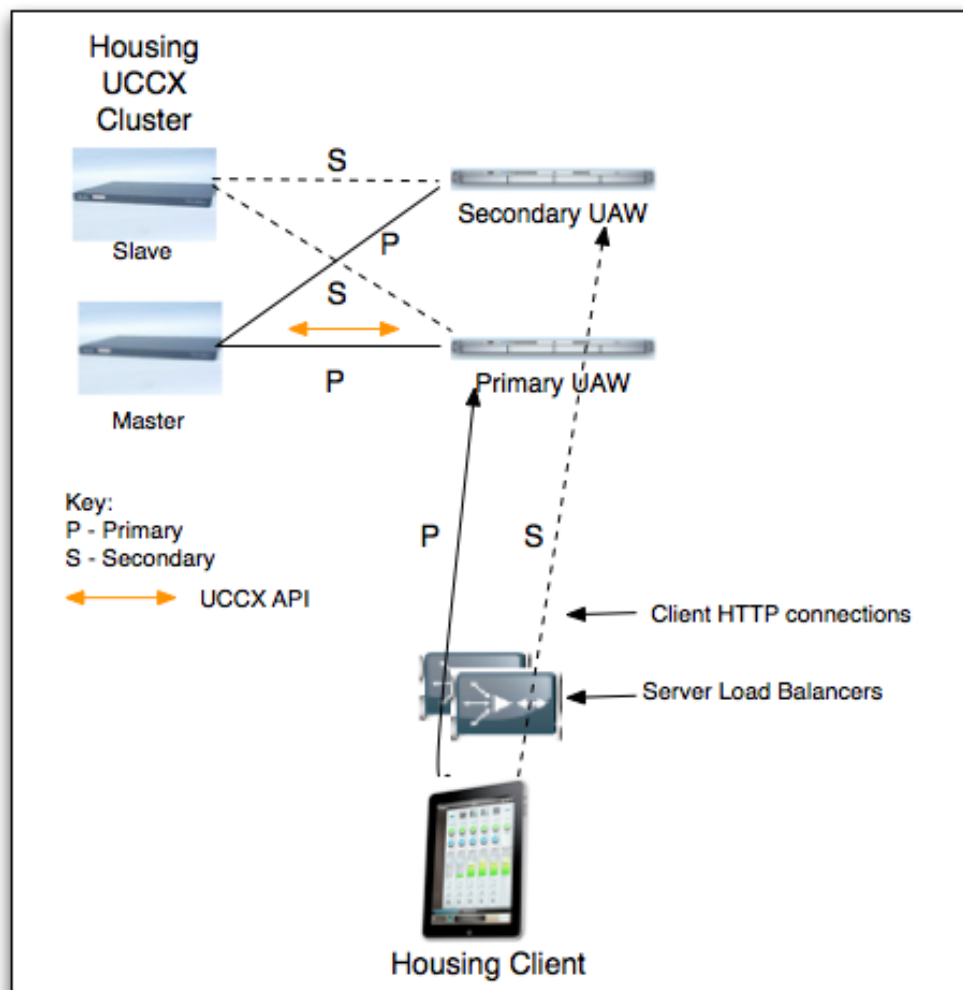 Housing
UCCX
Cluster
S
Secondary UAW
P
Slave
S
P
Primary UAW
Master
Key:
P - Primary
S - Secondary
UCCX API
P
S
Client HTTP connections
Server Load Balancers
Housing Client